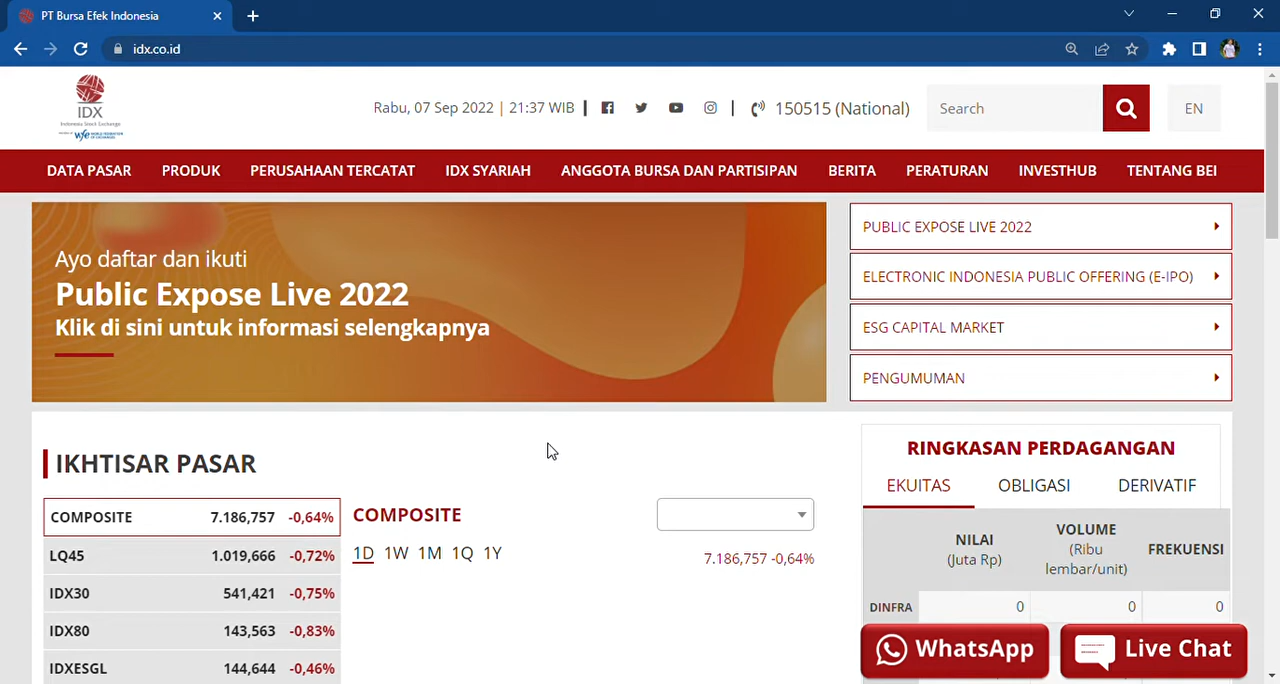 PT Bursa Efek Indonesia
idx.co.id
IDX
Indonesia Stock Exchange
wfe WORLD FEDERATION OF EXCHANGES
Rabu, 07 Sep 2022 | 21:37 WIB
150515 (National)
Search
EN
DATA PASAR PRODUK PERUSAHAAN TERCATAT IDX SYARIAH ANGGOTA BURSA DAN PARTISIPAN BERITA PERATURAN INVESTHUB TENTANG BEI
Ayo daftar dan ikuti
Public Expose Live 2022
Klik di sini untuk informasi selengkapnya
PUBLIC EXPOSE LIVE 2022
ELECTRONIC INDONESIA PUBLIC OFFERING (E-IPO)
ESG CAPITAL MARKET
PENGUMUMAN
IKHTISAR PASAR
COMPOSITE 7.186,757 -0,64%
LQ45 1.019,666 -0,72%
IDX30 541,421 -0,75%
IDX80 143,563 -0,83%
IDXESGL 144,644 -0,46%
COMPOSITE
1D 1W 1M 1Q 1Y
7.186,757 -0,64%
RINGKASAN PERDAGANGAN
EKUITAS OBLIGASI DERIVATIF
NILAI
(Juta Rp)
VOLUME
(Ribu
lembar/unit)
FREKUENSI
DINFRA 0 0 0
WhatsApp
Live Chat